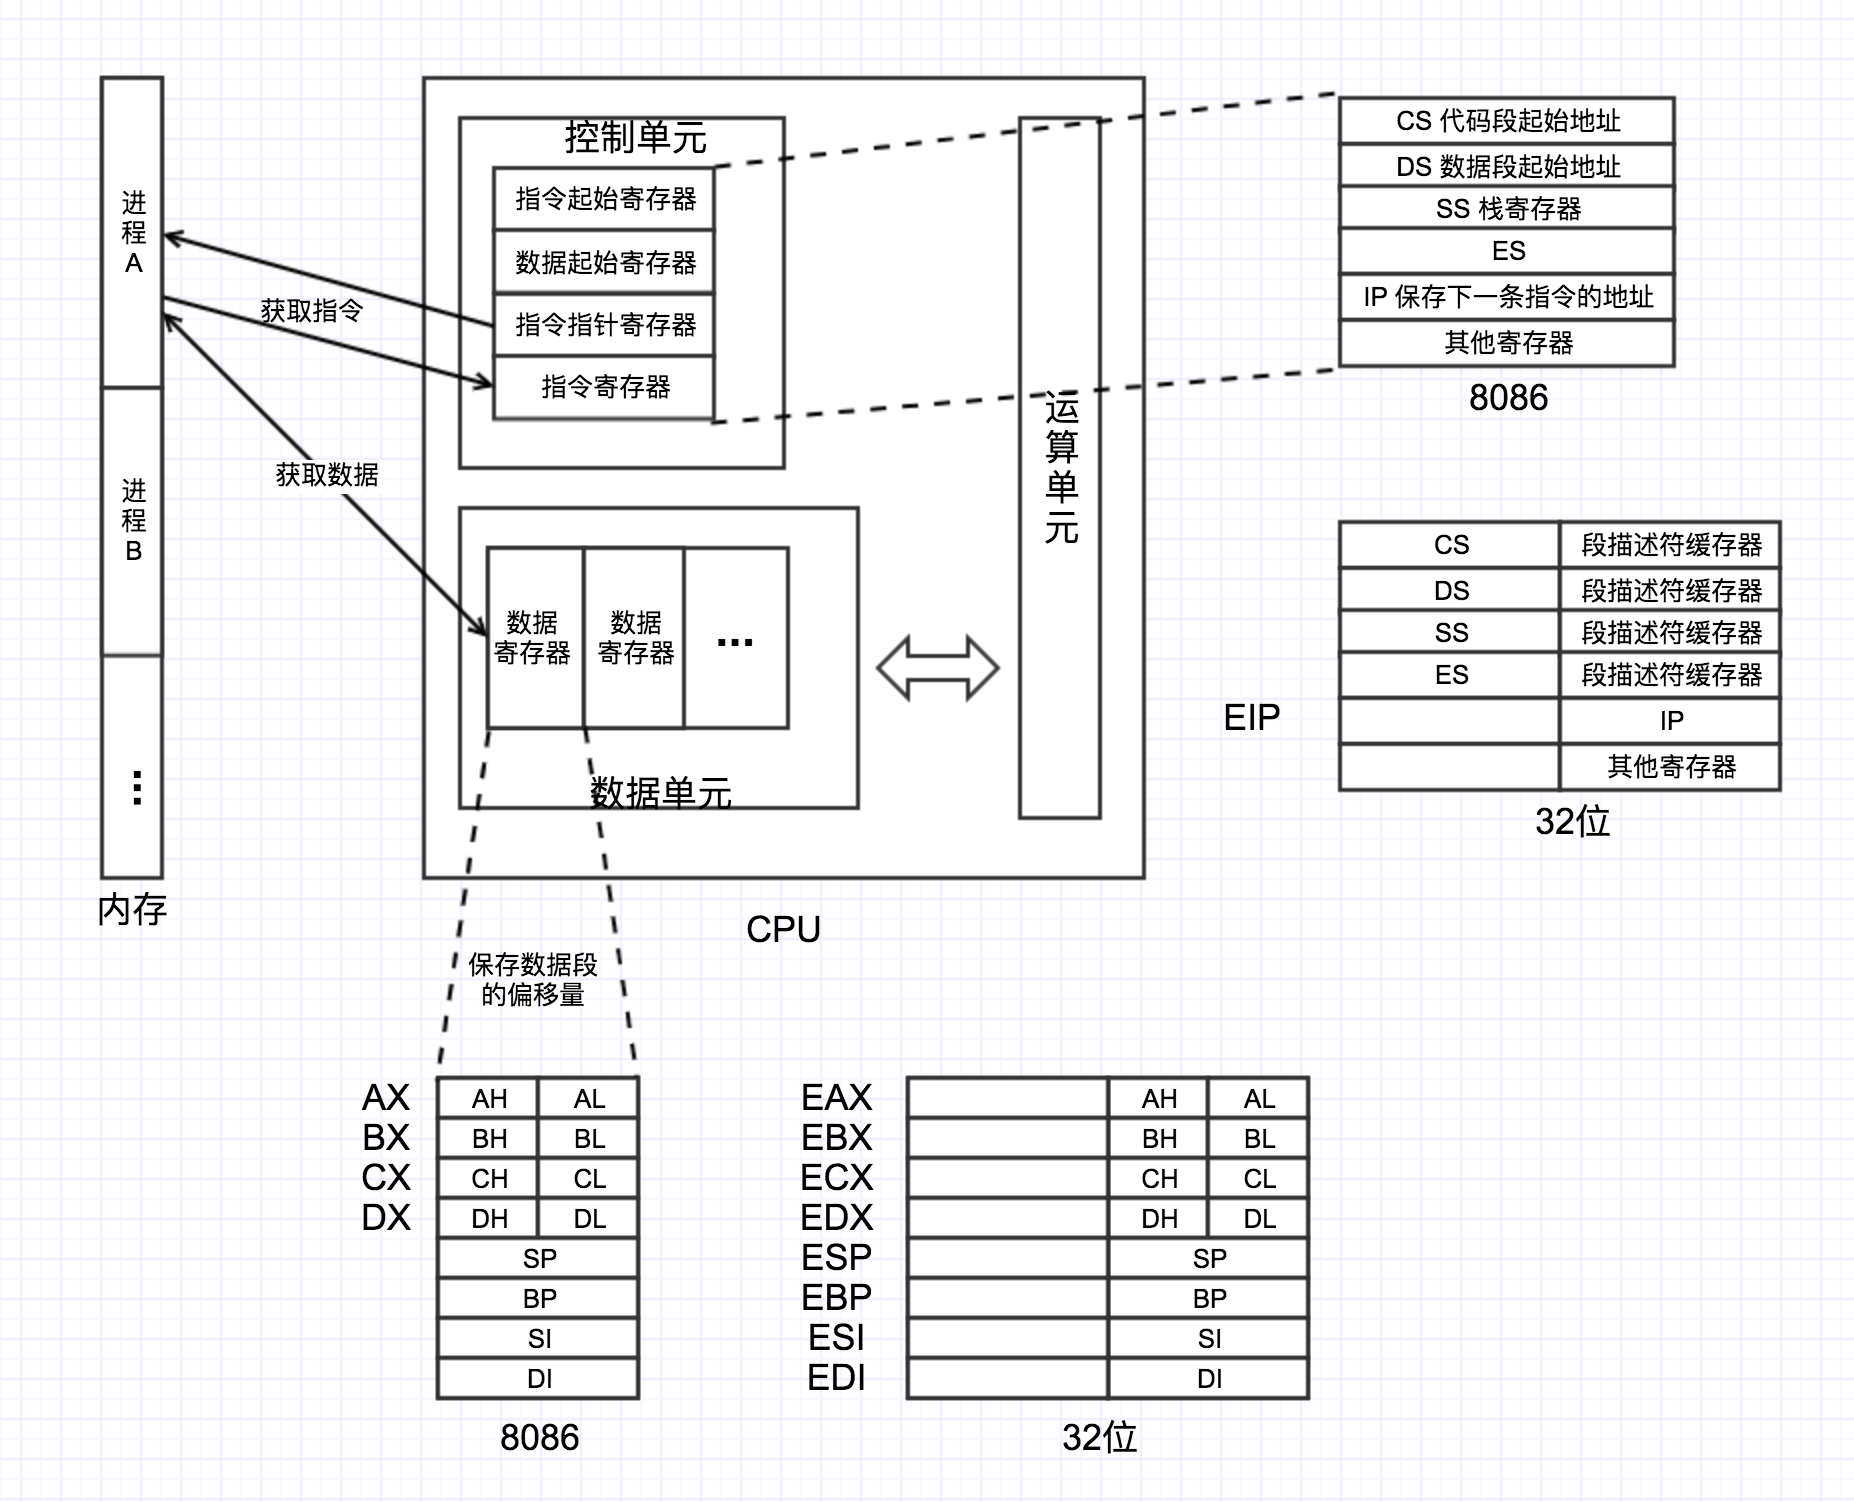 进
程
A
进
程
B
⋮
内存
获取指令
获取数据
控制单元
指令起始寄存器
数据起始寄存器
指令指针寄存器
指令寄存器
数据
寄存器
数据
寄存器
...
数据单元
运
算
单
元
CPU
CS 代码段起始地址
DS 数据段起始地址
SS 栈寄存器
ES
IP 保存下一条指令的地址
其他寄存器
8086
CS 段描述符缓存器
DS 段描述符缓存器
SS 段描述符缓存器
ES 段描述符缓存器
EIP IP
其他寄存器
32位
保存数据段
的偏移量
AX AH AL
BX BH BL
CX CH CL
DX DH DL
SP
BP
SI
DI
8086
EAX AH AL
EBX BH BL
ECX CH CL
EDX DH DL
ESP SP
EBP BP
ESI SI
EDI DI
32位